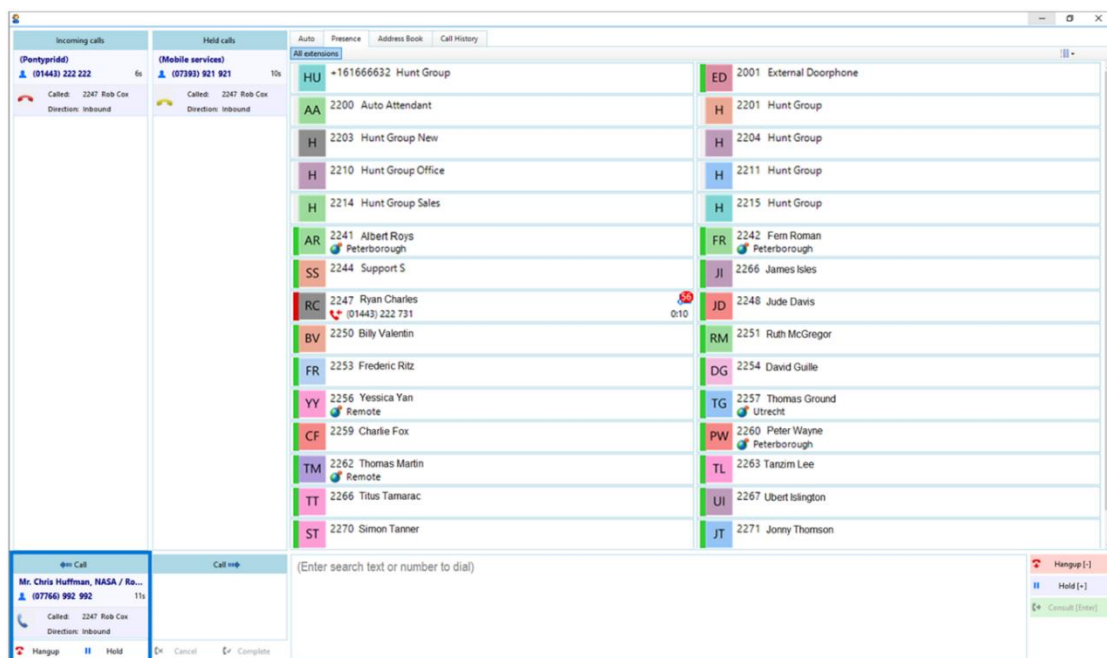 Incoming calls
(Pontypridd)
(01443) 222 222 6s
Called: 2247 Rob Cox
Direction: Inbound
Held calls
(Mobile services)
(07393) 921 921 10s
Called: 2247 Rob Cox
Direction: Inbound
Auto Presence Address Book Call History
All extensions
HU +161666632 Hunt Group
ED 2001 External Doorphone
AA 2200 Auto Attendant
H 2201 Hunt Group
H 2203 Hunt Group New
H 2204 Hunt Group
H 2210 Hunt Group Office
H 2211 Hunt Group
H 2214 Hunt Group Sales
H 2215 Hunt Group
AR 2241 Albert Roys
Peterborough
FR 2242 Fern Roman
Peterborough
SS 2244 Support S
JI 2266 James Isles
RC 2247 Ryan Charles 56
(01443) 222 731 0:10
JD 2248 Jude Davis
BV 2250 Billy Valentin
RM 2251 Ruth McGregor
FR 2253 Frederic Ritz
DG 2254 David Guille
YY 2256 Yessica Yan
Remote
TG 2257 Thomas Ground
Utrecht
CF 2259 Charlie Fox
PW 2260 Peter Wayne
Peterborough
TM 2262 Thomas Martin
Remote
TL 2263 Tanzim Lee
TT 2266 Titus Tamarac
UI 2267 Ubert Islington
ST 2270 Simon Tanner
JT 2271 Jonny Thomson
Call
Mr. Chris Huffman, NASA / Ro...
(07766) 992 992 11s
Called: 2247 Rob Cox
Direction: Inbound
Hangup Hold
Call
Cancel Complete
(Enter search text or number to dial)
Hangup [-]
Hold [+]
Consult [Enter]